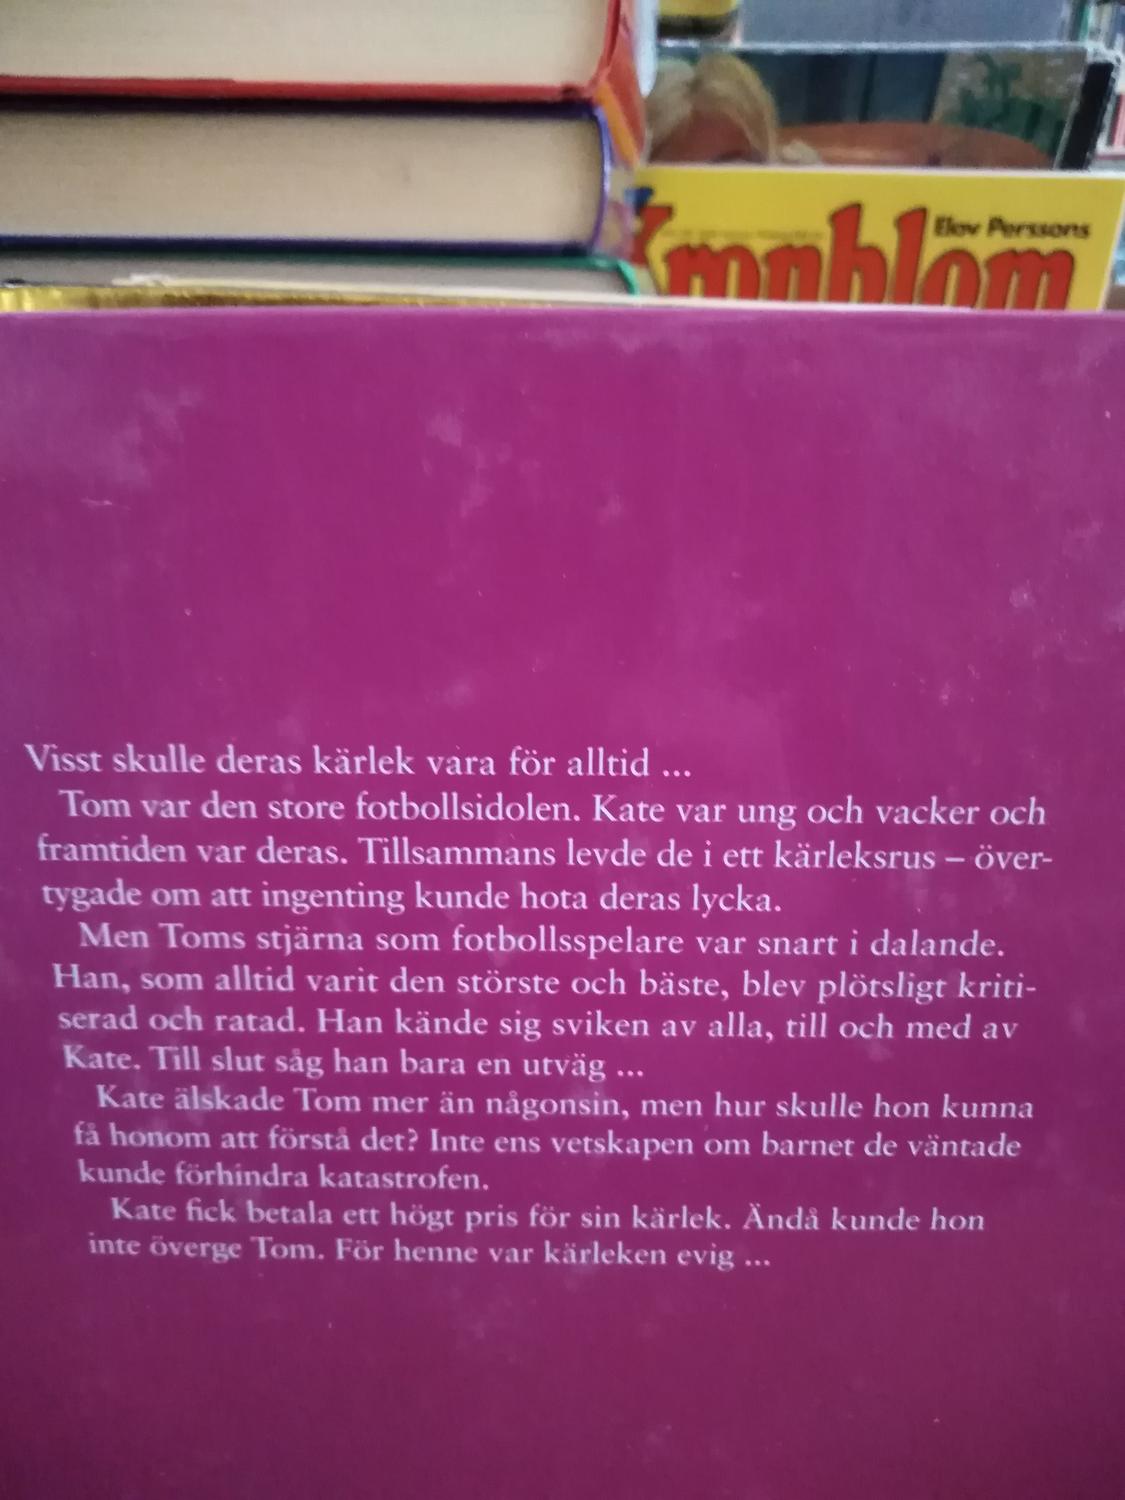 Elov Perssons
Kronblom
Visst skulle deras kärlek vara för alltid ...
Tom var den store fotbollsidolen. Kate var ung och vacker och
framtiden var deras. Tillsammans levde de i ett kärleksrus – över-
tygade om att ingenting kunde hota deras lycka.
Men Toms stjärna som fotbollsspelare var snart i dalande.
Han, som alltid varit den störste och bäste, blev plötsligt kriti-
serad och ratad. Han kände sig sviken av alla, till och med av
Kate. Till slut såg han bara en utväg ...
Kate älskade Tom mer än någonsin, men hur skulle hon kunna
få honom att förstå det? Inte ens vetskapen om barnet de väntade
kunde förhindra katastrofen.
Kate fick betala ett högt pris för sin kärlek. Ändå kunde hon
inte överge Tom. För henne var kärleken evig ...